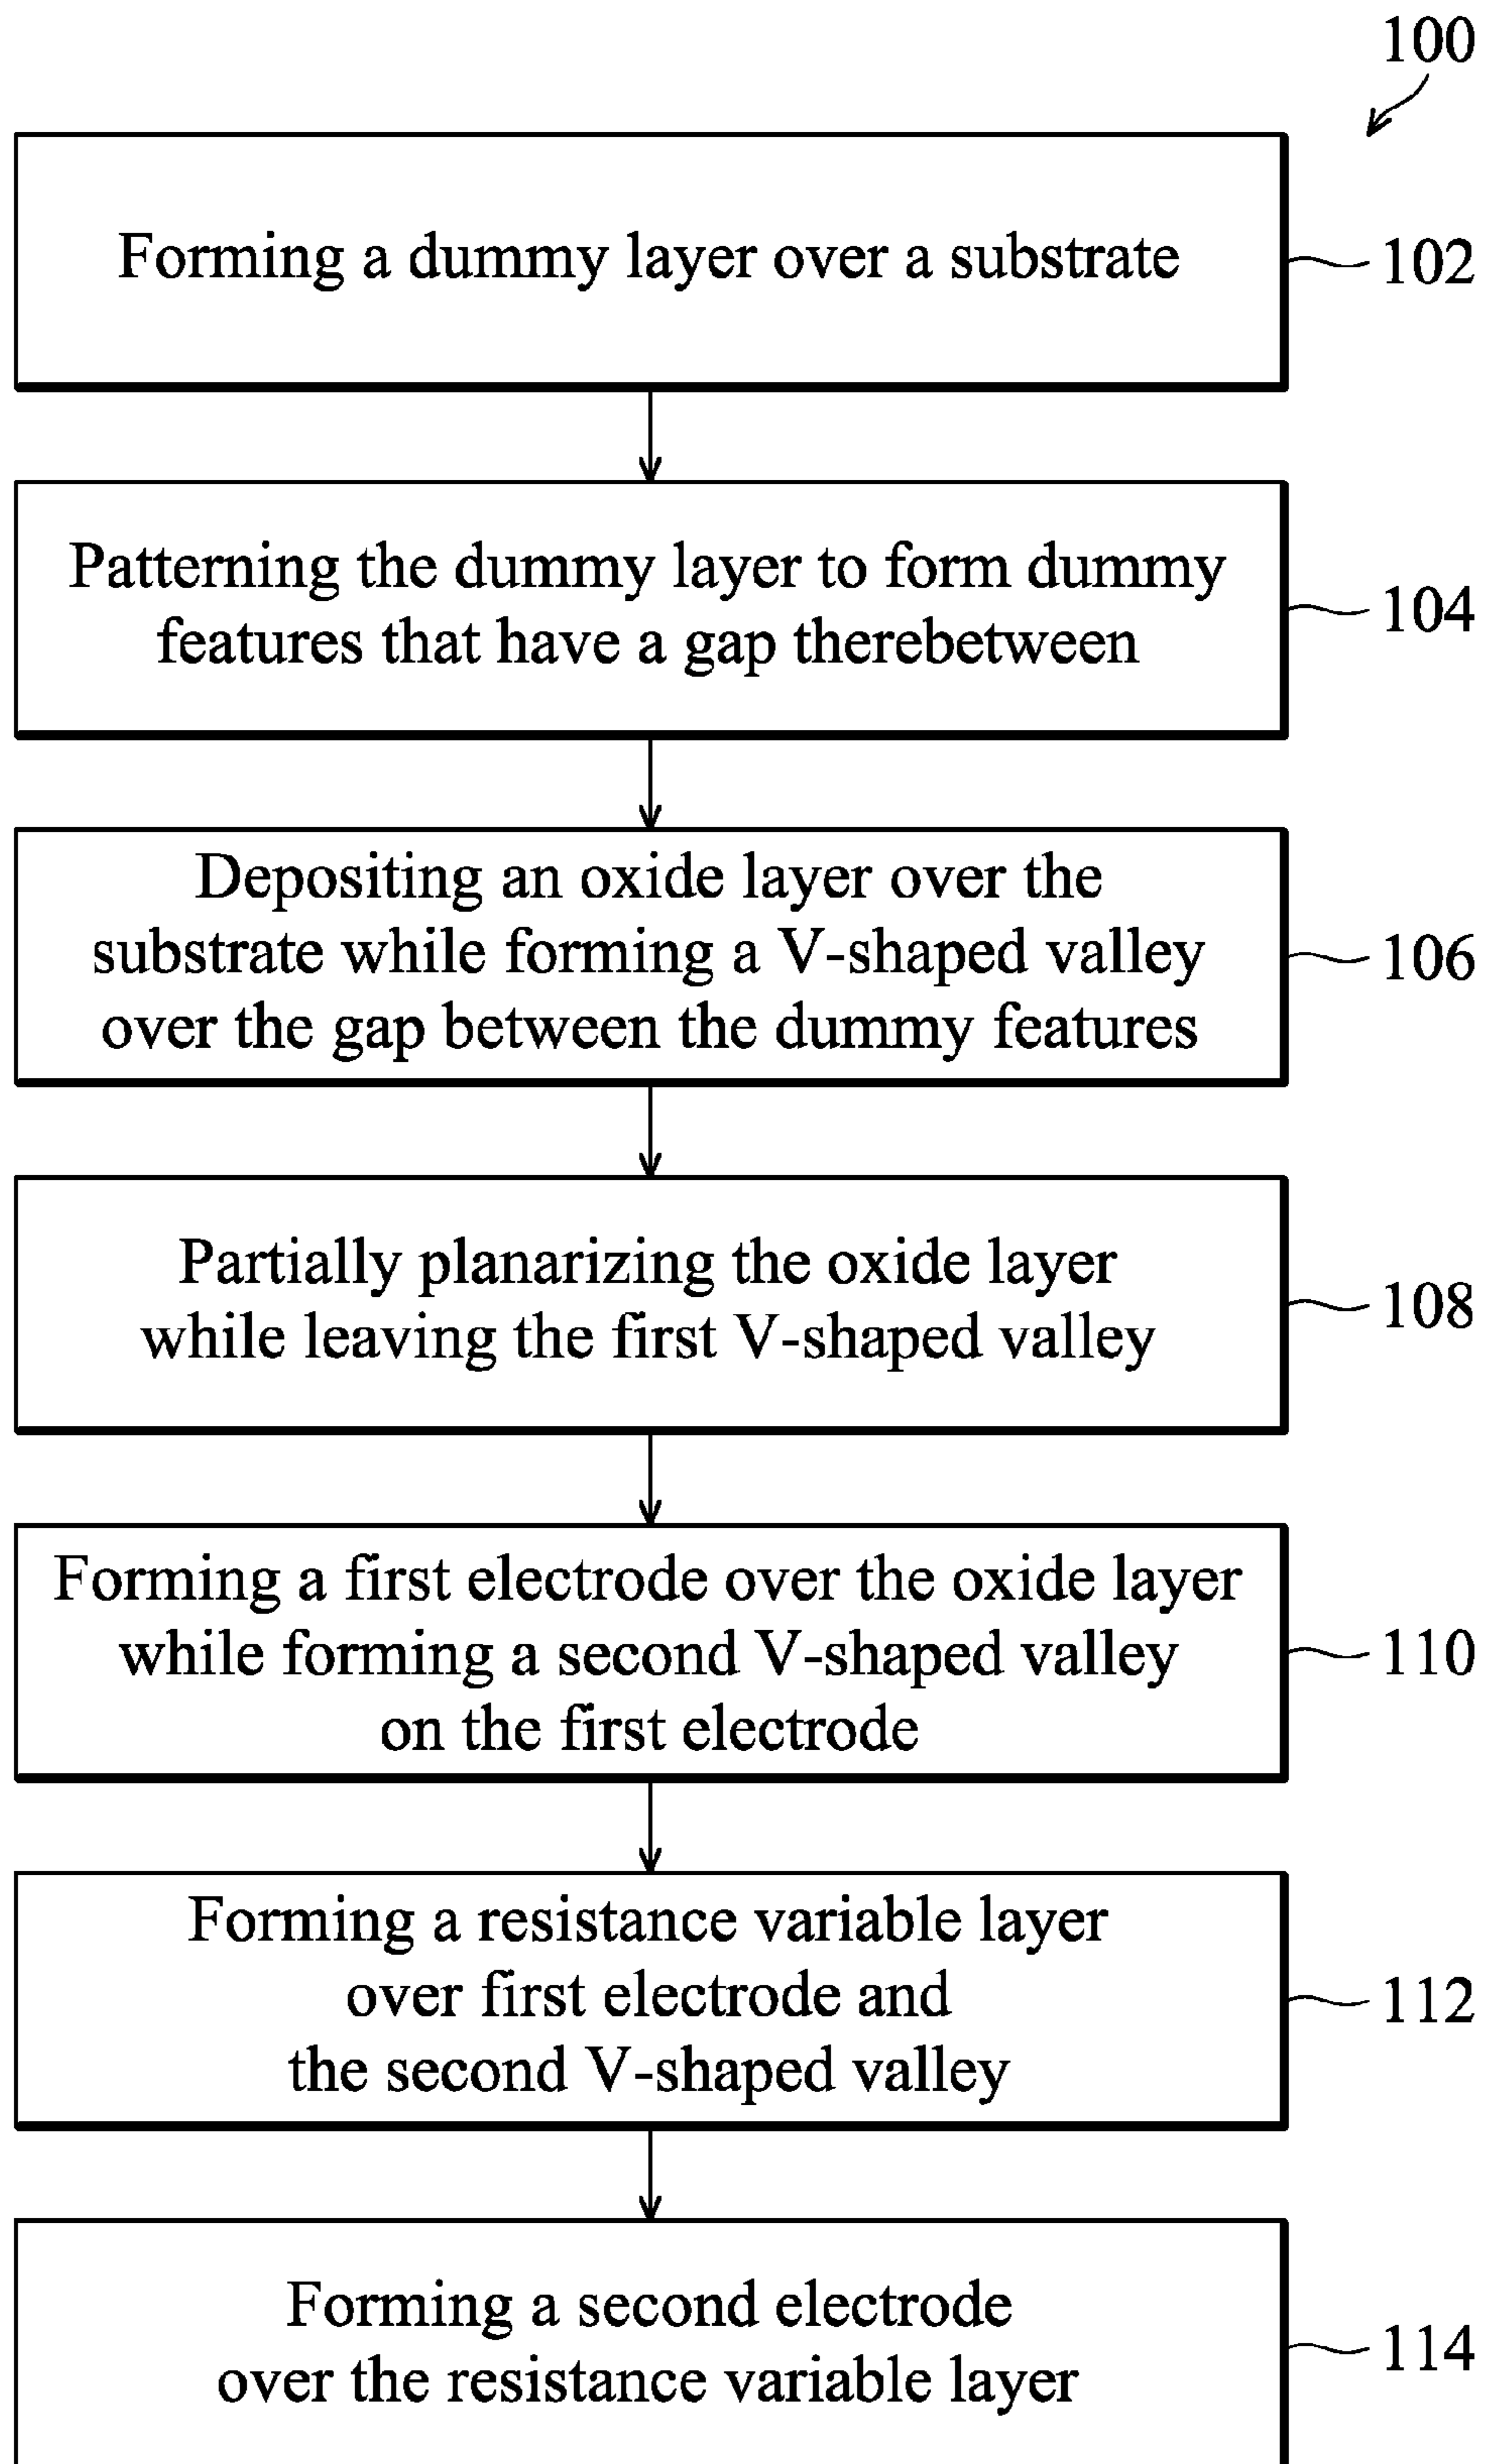 100
Forming a dummy layer over a substrate
102
Patterning the dummy layer to form dummy
features that have a gap therebetween
104
Depositing an oxide layer over the
substrate while forming a V-shaped valley
over the gap between the dummy features
106
Partially planarizing the oxide layer
while leaving the first V-shaped valley
108
Forming a first electrode over the oxide layer
while forming a second V-shaped valley
on the first electrode
110
Forming a resistance variable layer
over first electrode and
the second V-shaped valley
112
Forming a second electrode
over the resistance variable layer
114